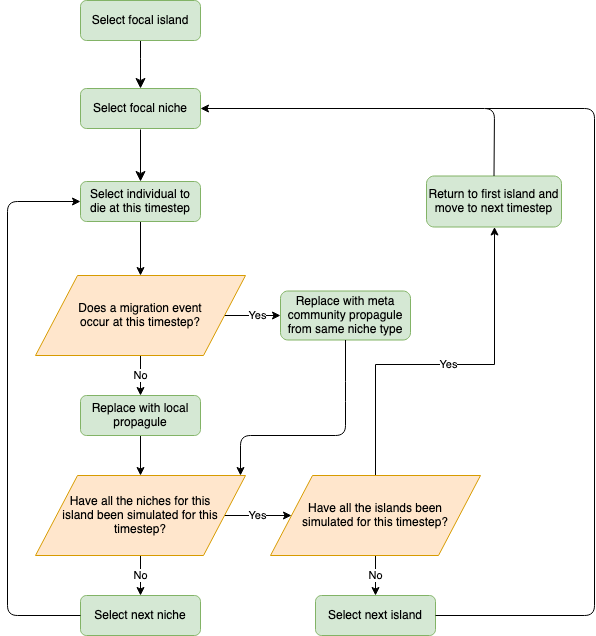 Select focal island
Select focal niche
Select individual to
die at this timestep
Return to first island and
move to next timestep
Does a migration event
occur at this timestep?
Yes
Replace with meta
community propagule
from same niche type
No
Yes
Replace with local
propagule
Have all the niches for this
island been simulated for this
timestep?
Yes
Have all the islands been
simulated for this timestep?
No
No
Select next niche
Select next island